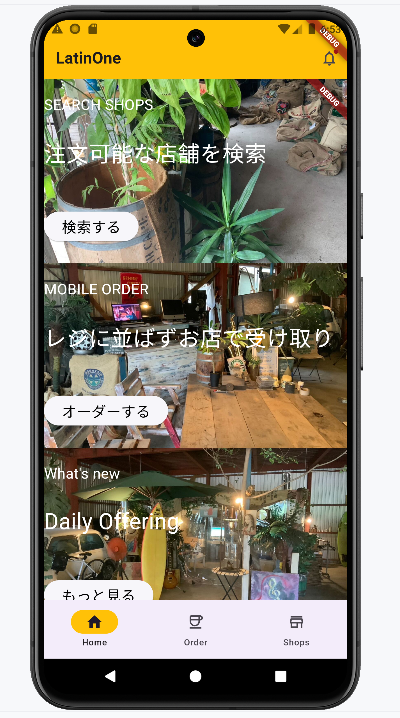 DEBUG
LatinOne
DEBUG
SEARCH SHOPS
注文可能な店舗を検索
検索する
MOBILE ORDER
レジに並ばずお店で受け取り
オーダーする
What's new
Daily Offering
もっと見る
Home
Order
Shops